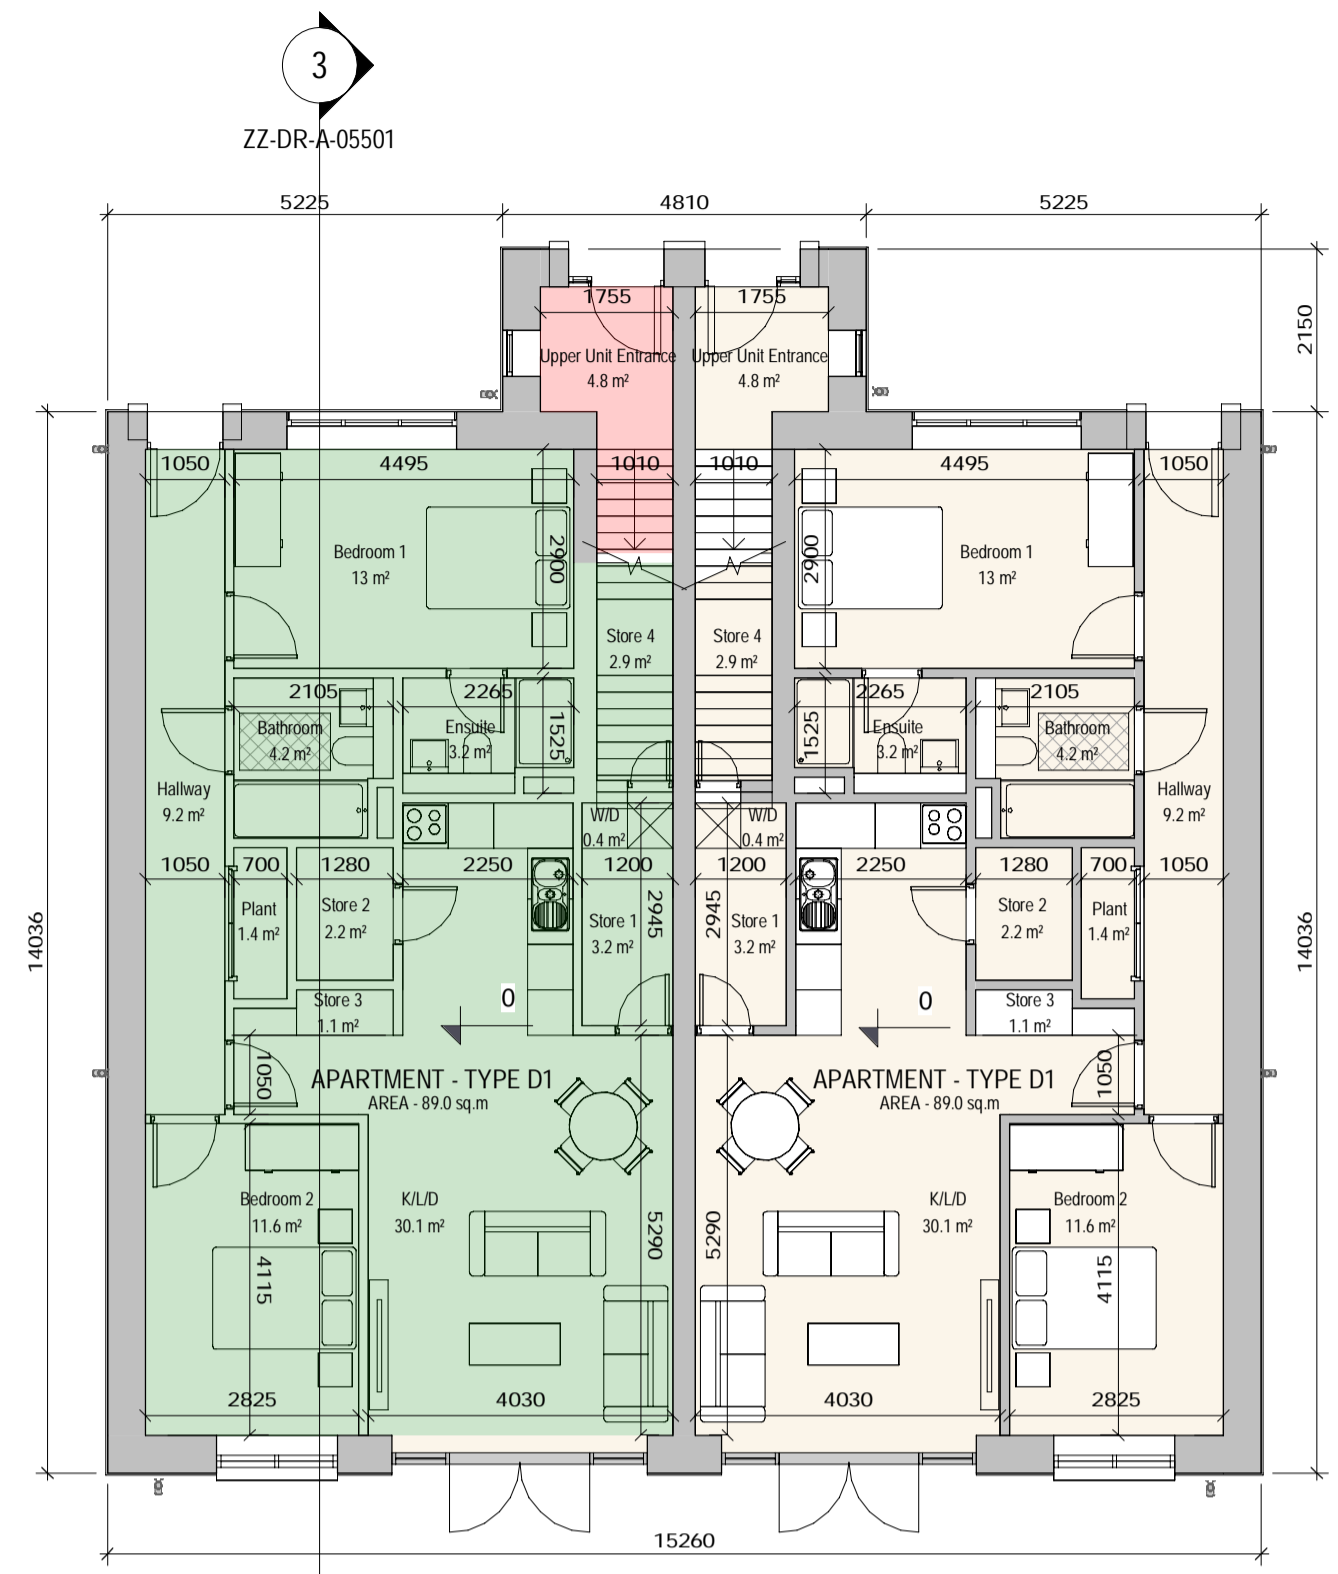 3
ZZ-DR-A-05501
5225 4810 5225
2150
1755 1755
Upper Unit Entrance
4.8 m²
Upper Unit Entrance
4.8 m²
1050 4495 1010 1010 4495 1050
Bedroom 1
13 m²
2900
2900
Bedroom 1
13 m²
Store 4
2.9 m²
Store 4
2.9 m²
2105 2265 2265 2105
Bathroom
4.2 m²
Ensuite
3.2 m²
1525
1525
Ensuite
3.2 m²
Bathroom
4.2 m²
Hallway
9.2 m²
W/D
0.4 m²
W/D
0.4 m²
Hallway
9.2 m²
1050 700 1280 2250 1200 1200 2250 1280 700 1050
14036
Plant
1.4 m²
Store 2
2.2 m²
Store 1
3.2 m²
2945
2945
Store 1
3.2 m²
Store 2
2.2 m²
Plant
1.4 m²
14036
Store 3
1.1 m²
0
0
Store 3
1.1 m²
1050
APARTMENT - TYPE D1
AREA - 89.0 sq.m
APARTMENT - TYPE D1
AREA - 89.0 sq.m
1050
Bedroom 2
11.6 m²
K/L/D
30.1 m²
K/L/D
30.1 m²
Bedroom 2
11.6 m²
4115
5290
5290
4115
2825 4030 4030 2825
15260